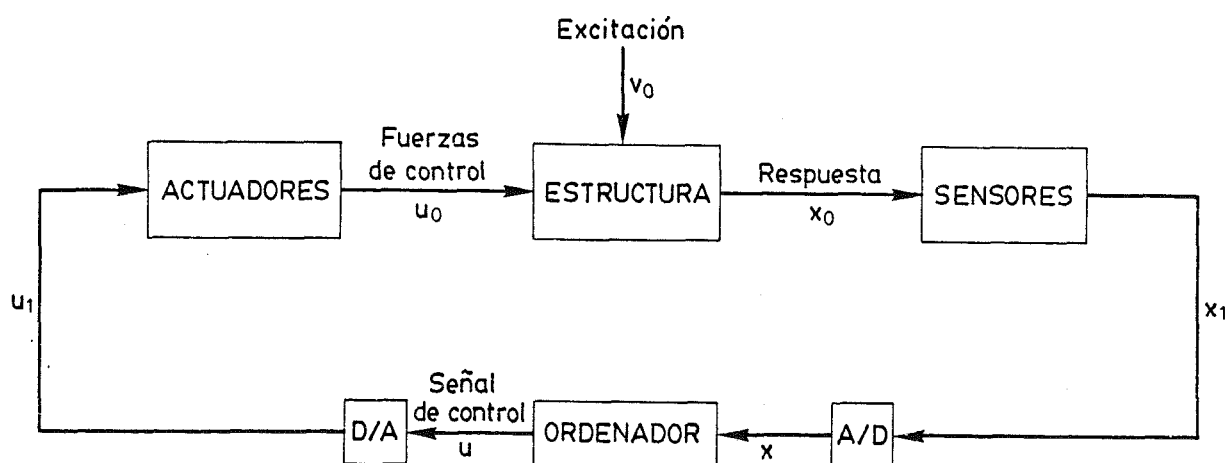 Excitación
v₀
ACTUADORES
Fuerzas
de control
u₀
ESTRUCTURA
Respuesta
x₀
SENSORES
u₁
x₁
D/A
Señal
de control
u
ORDENADOR
x
A/D